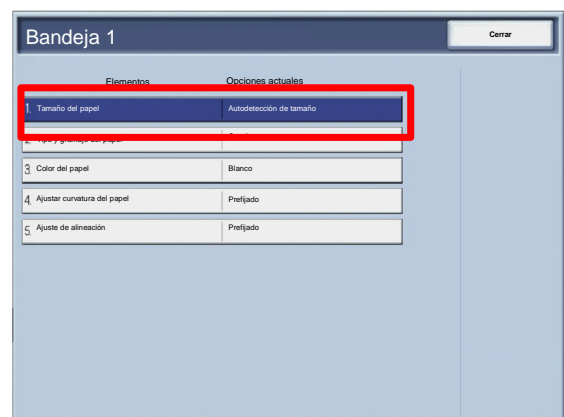 Bandeja 1
Cerrar
Elementos Opciones actuales
1. Tamaño del papel Autodetección de tamaño
3. Color del papel Blanco
4. Ajustar curvatura del papel Prefijado
5. Ajuste de alineación Prefijado